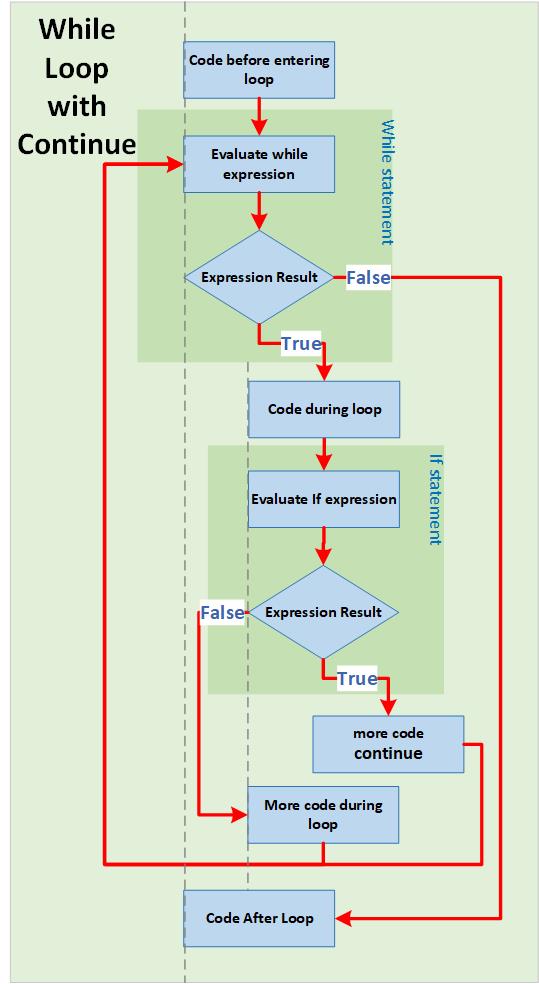 While
Loop
with
Continue
Code before entering
loop
While statement
Evaluate while
expression
Expression Result
False
True
Code during loop
If statement
Evaluate If expression
Expression Result
False
True
more code
continue
More code during
loop
Code After Loop